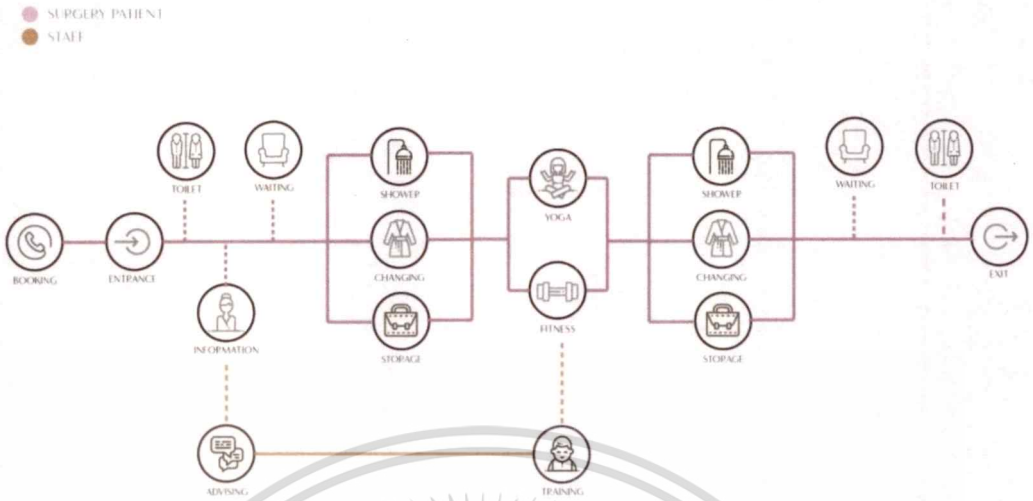 SURGERY PATIENT
STAFF
TOILET
WAITING
SHOWER
YOGA
SHOWER
WAITING
TOILET
BOOKING
ENTRANCE
CHANGING
CHANGING
EXIT
INFORMATION
STORAGE
FITNESS
STORAGE
ADVISING
TRAINING